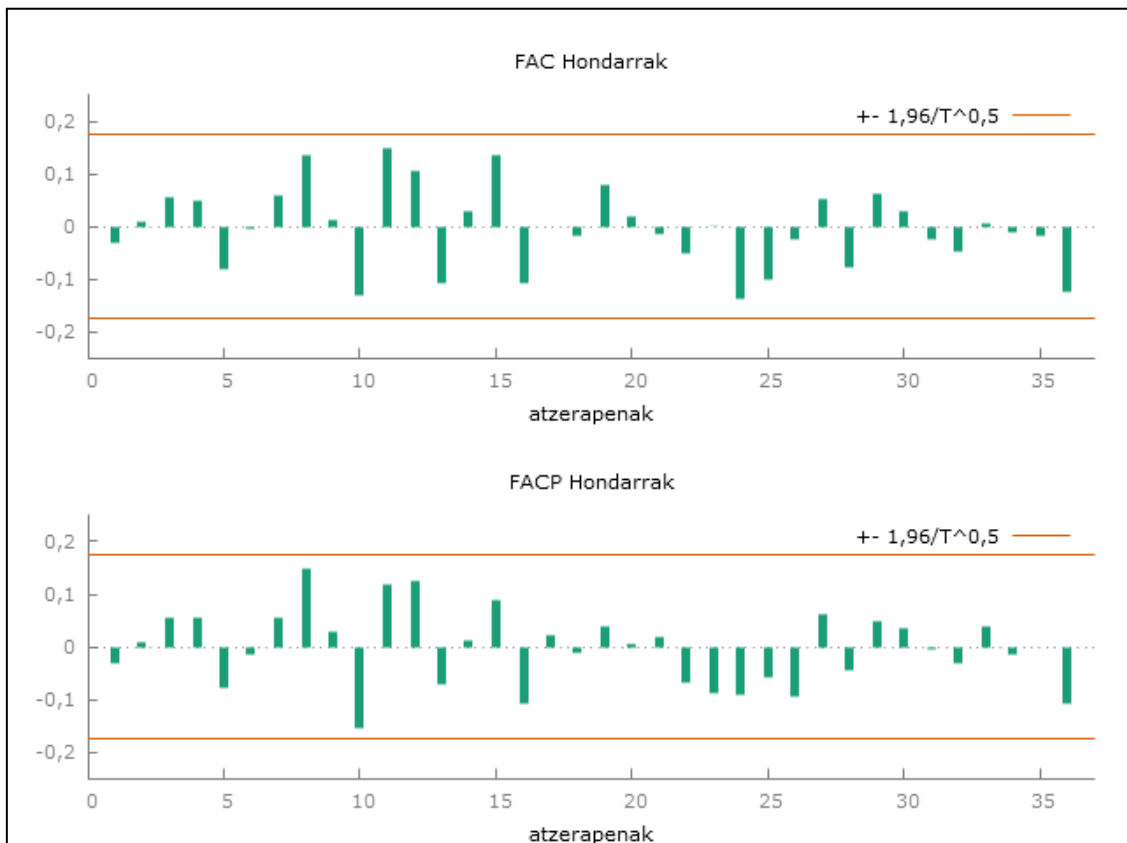 FAC Hondarrak
+- 1,96/T^0,5
0,2
0,1
0
-0,1
-0,2
0 5 10 15 20 25 30 35
atzerapenak
FACP Hondarrak
+- 1,96/T^0,5
0,2
0,1
0
-0,1
-0,2
0 5 10 15 20 25 30 35
atzerapenak